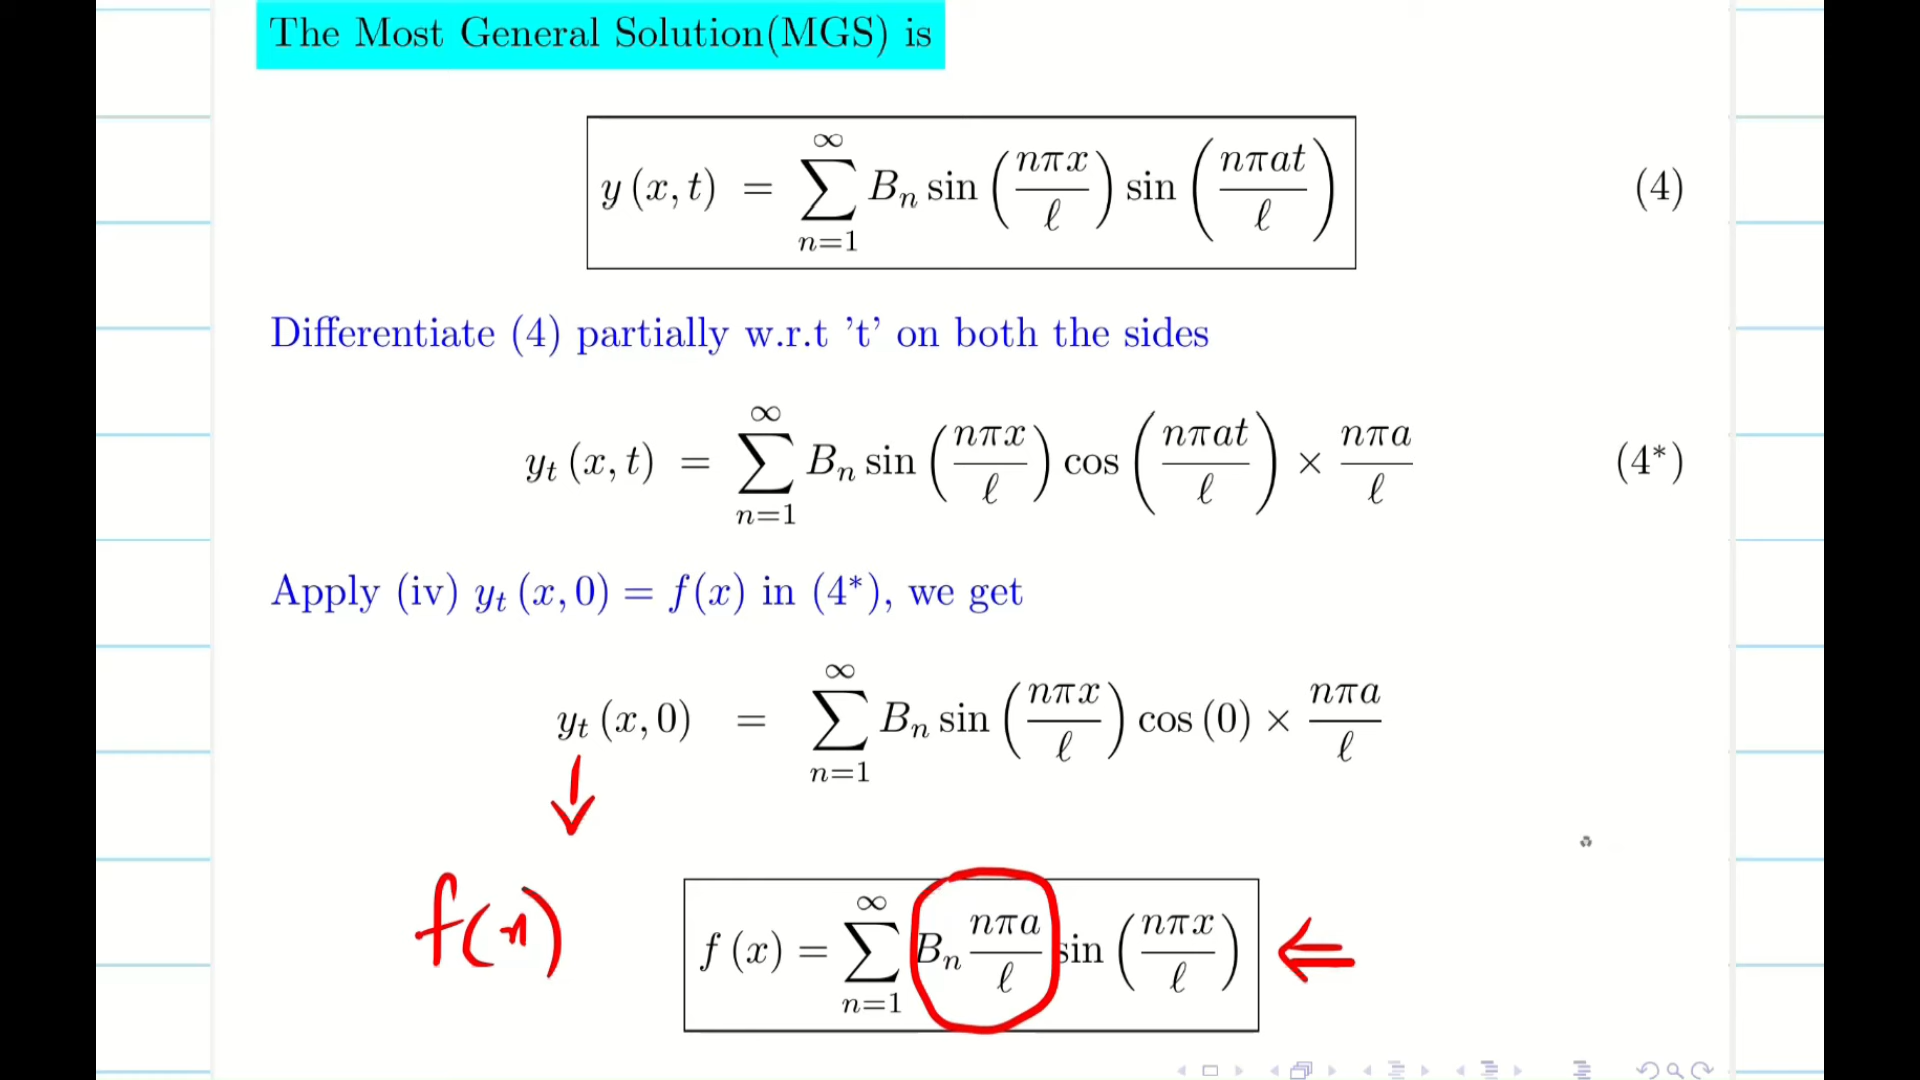 The Most General Solution(MGS) is
y (x, t) = ∑_{n=1}^{∞} B_n sin (nπx/ℓ) sin (nπat/ℓ) (4)
Differentiate (4) partially w.r.t ’t’ on both the sides
y_t (x, t) = ∑_{n=1}^{∞} B_n sin (nπx/ℓ) cos (nπat/ℓ) × nπa/ℓ (4*)
Apply (iv) y_t (x, 0) = f(x) in (4*), we get
y_t (x, 0) = ∑_{n=1}^{∞} B_n sin (nπx/ℓ) cos (0) × nπa/ℓ
f(x)
f (x) = ∑_{n=1}^{∞} B_n nπa/ℓ sin (nπx/ℓ)